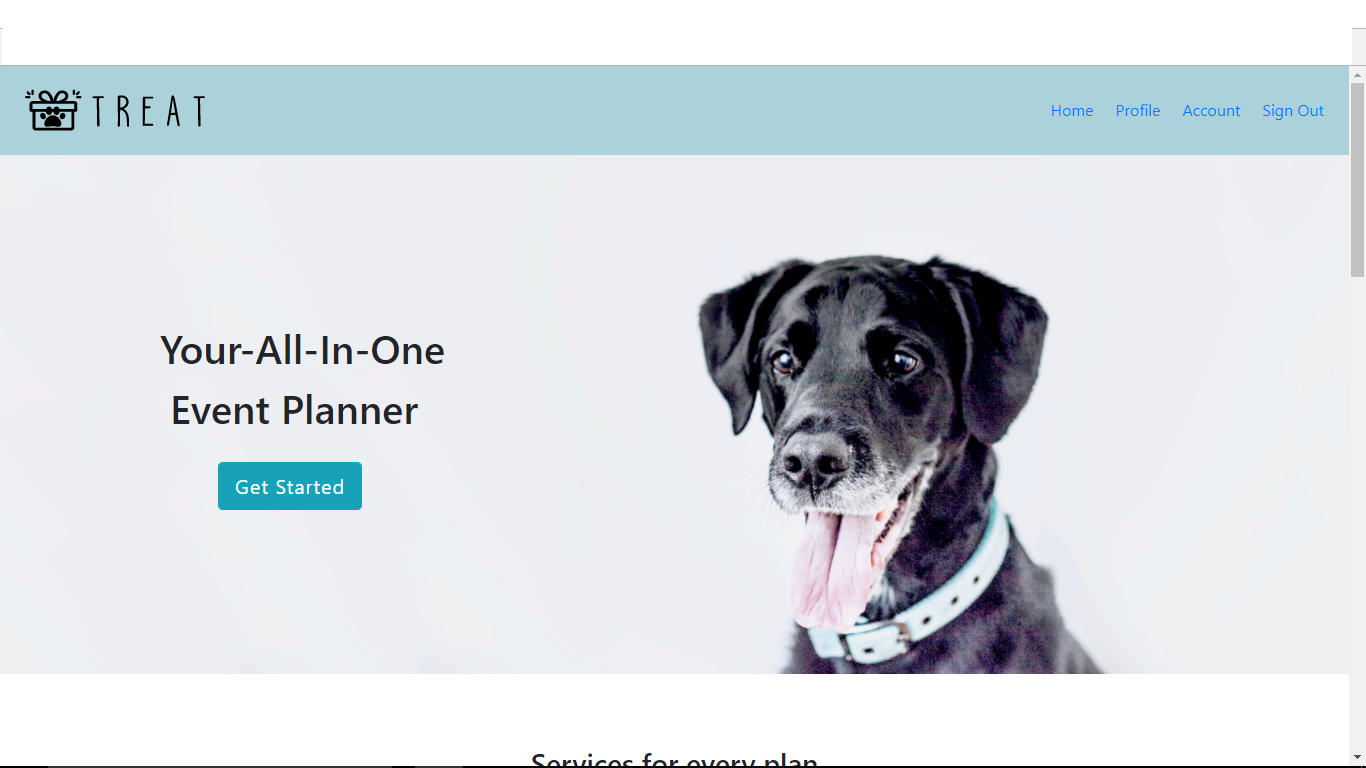 TREAT
Home Profile Account Sign Out
Your-All-In-One
Event Planner
Get Started
Services for every plan